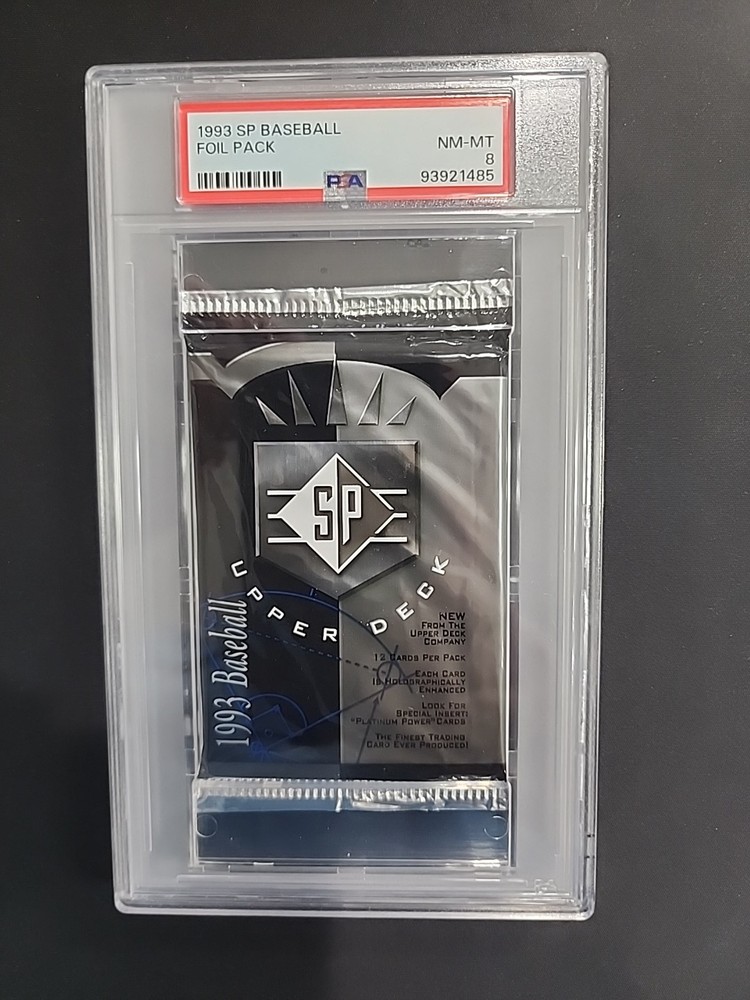 1993 SP BASEBALL
FOIL PACK
NM-MT
8
93921485
PSA
SP
UPPER DECK
1993 Baseball
NEW
FROM THE
UPPER DECK
COMPANY
12 CARDS PER PACK
EACH CARD
IS HOLOGRAPHICALLY
ENHANCED
LOOK FOR
SPECIAL INSERT!
"PLATINUM POWER" CARDS
THE FINEST TRADING
CARD EVER PRODUCED!